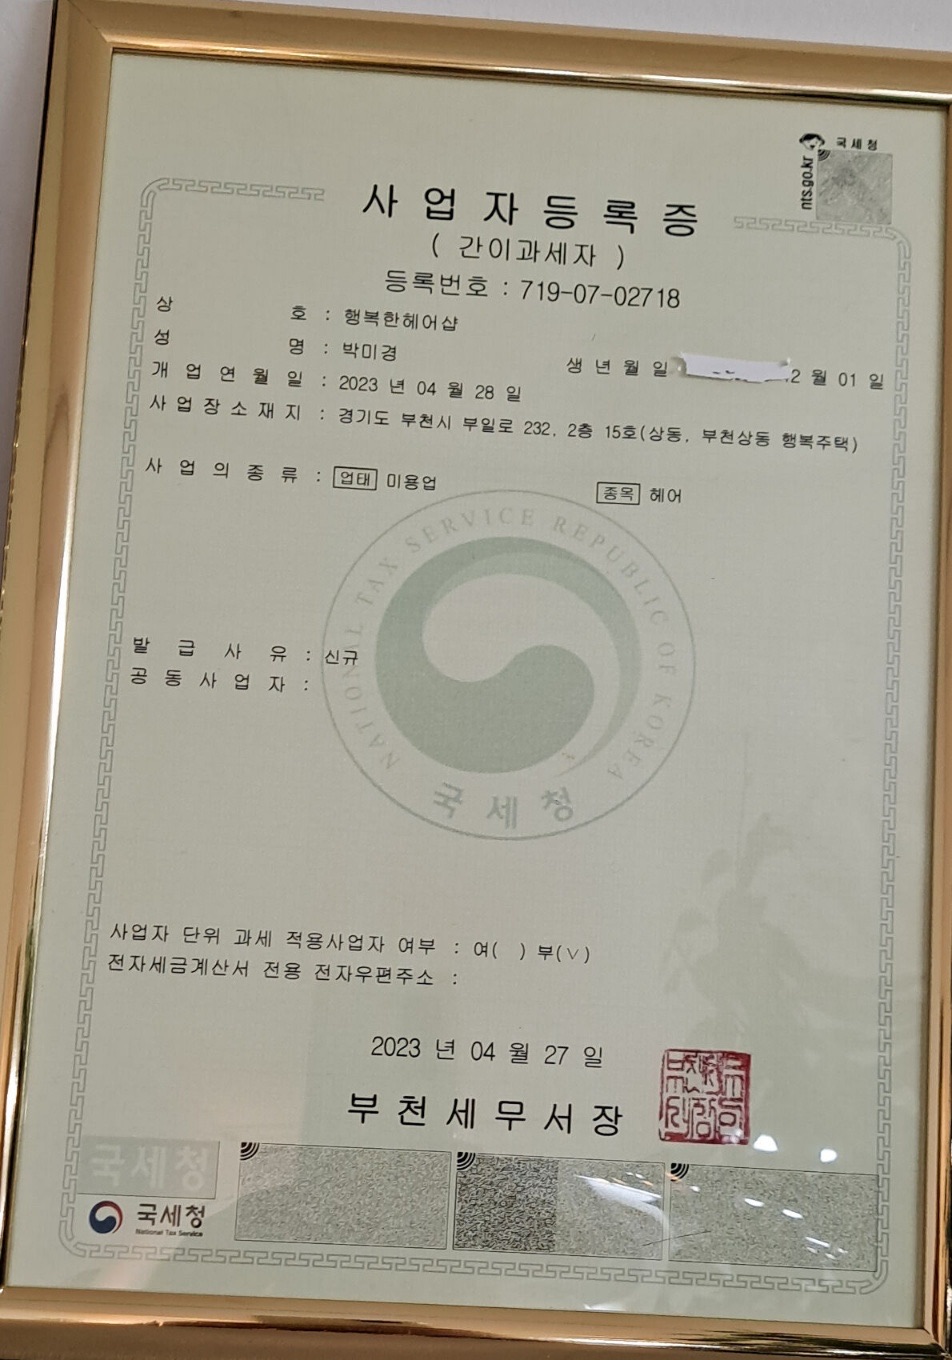 국세청
nts.go.kr
사업자등록증
( 간이과세자 )
등록번호 : 719-07-02718
상 호 : 행복한헤어샵
성 명 : 박미경 생 년 월 일 2 월 01 일
개 업 연 월 일 : 2023 년 04 월 28 일
사 업 장 소 재 지 : 경기도 부천시 부일로 232, 2층 15호(상동, 부천상동 행복주택)
사 업 의 종 류 : 업태 미용업 종목 헤어
NATIONAL TAX SERVICE REPUBLIC OF KOREA
국세청
발 급 사 유 : 신규
공 동 사 업 자 :
사업자 단위 과세 적용사업자 여부 : 여( ) 부(∨)
전자세금계산서 전용 전자우편주소 :
2023 년 04 월 27 일
부천세무서장
국세청
국세청
National Tax Service